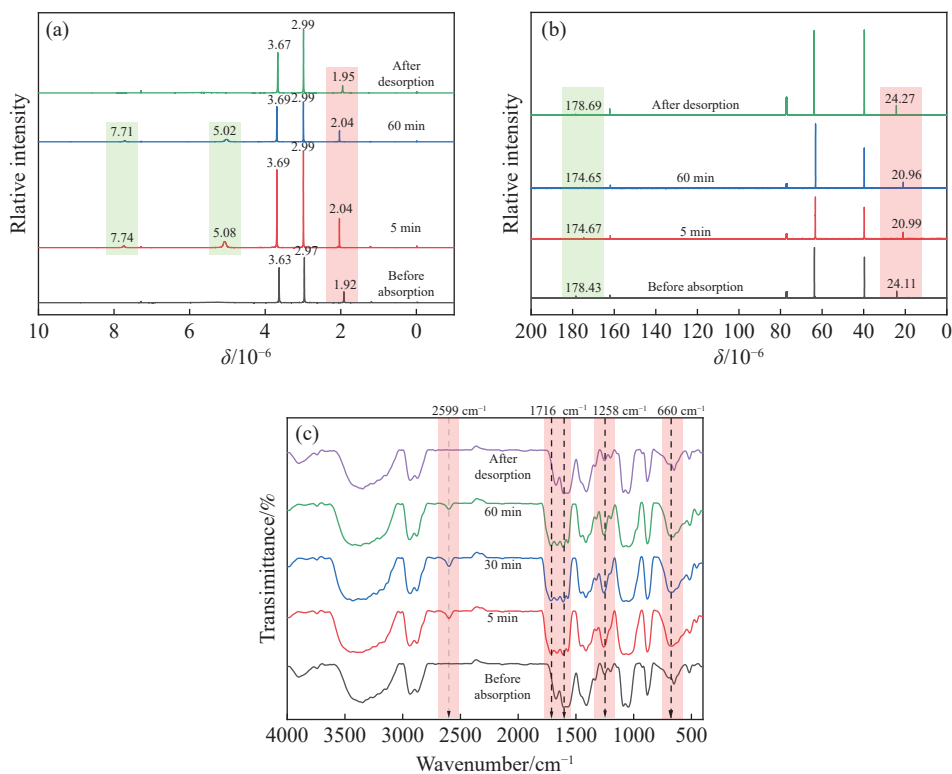 (a)
2.99
3.67
After
desorption
1.95
3.69
2.99
60 min
7.71
5.02
2.04
3.69
2.99
7.74
5.08
2.04
5 min
3.63
2.97
Before
absorption
1.92
Rlative intensity
10 8 6 4 2 0
δ/10⁻⁶
(b)
178.69
After desorption
24.27
174.65
60 min
20.96
174.67
5 min
20.99
178.43
Before absorption
24.11
Rlative intensity
200 180 160 140 120 100 80 60 40 20 0
δ/10⁻⁶
2599 cm⁻¹ 1716 cm⁻¹ 1258 cm⁻¹ 660 cm⁻¹
(c)
After
desorption
60 min
30 min
5 min
Before
absorption
Transimittance/%
4000 3500 3000 2500 2000 1500 1000 500
Wavenumber/cm⁻¹